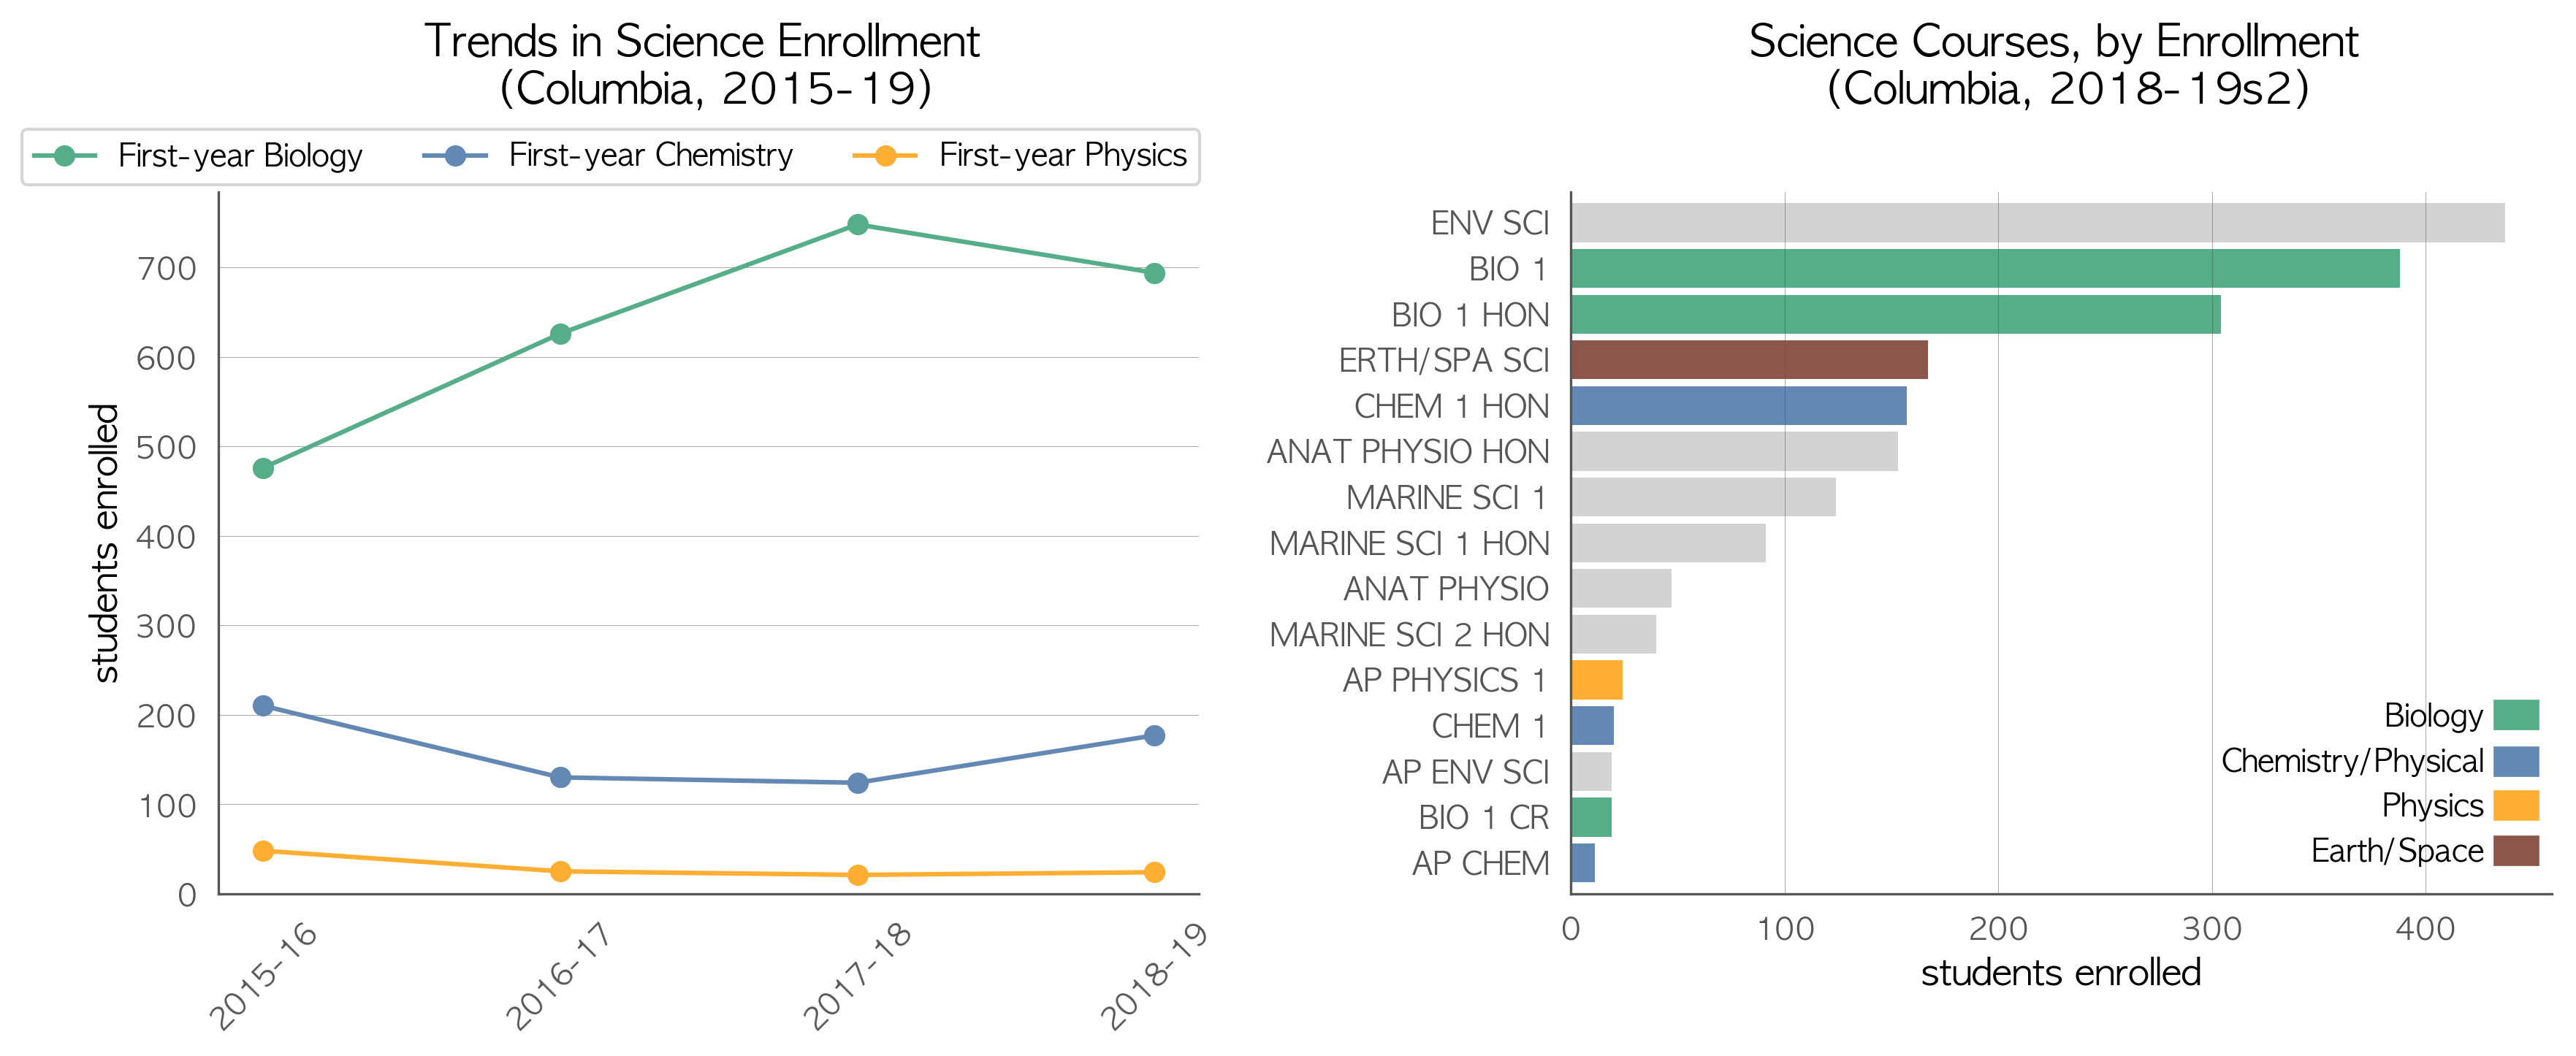 Trends in Science Enrollment
(Columbia, 2015-19)
First-year Biology
First-year Chemistry
First-year Physics
students enrolled
700
600
500
400
300
200
100
0
2015-16
2016-17
2017-18
2018-19
Science Courses, by Enrollment
(Columbia, 2018-19s2)
ENV SCI
BIO 1
BIO 1 HON
ERTH/SPA SCI
CHEM 1 HON
ANAT PHYSIO HON
MARINE SCI 1
MARINE SCI 1 HON
ANAT PHYSIO
MARINE SCI 2 HON
AP PHYSICS 1
CHEM 1
AP ENV SCI
BIO 1 CR
AP CHEM
Biology
Chemistry/Physical
Physics
Earth/Space
0
100
200
300
400
students enrolled